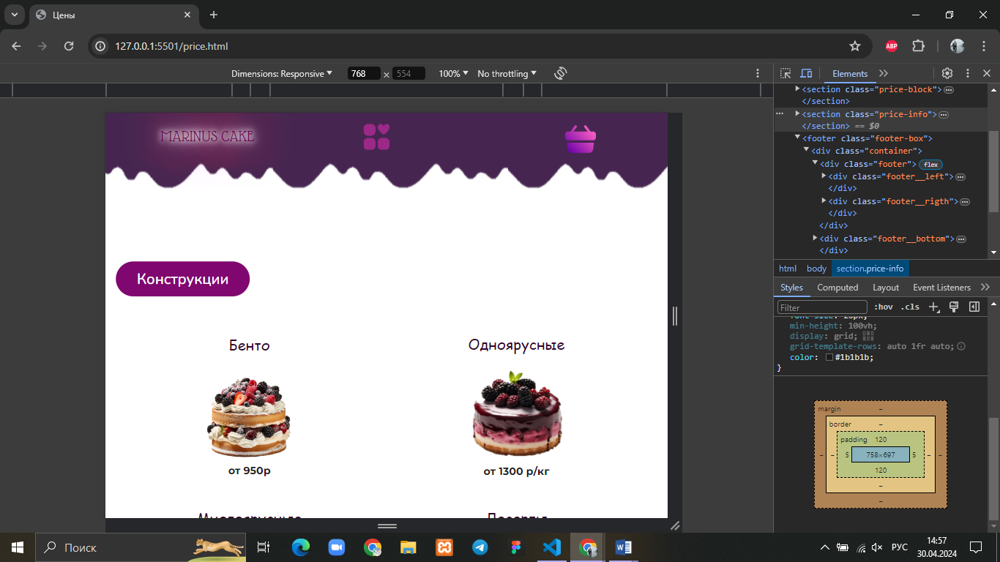 Цены
127.0.0.1:5501/price.html
ABP
Dimensions: Responsive 768 × 554 100% No throttling
Elements
<section class="price-block">
</section>
<section class="price-info">
</section> == $0
<footer class="footer-box">
<div class="container">
<div class="footer"> flex
<div class="footer__left">
</div>
<div class="footer__rigth">
</div>
</div>
<div class="footer__bottom">
</div>
html body section.price-info
Styles Computed Layout Event Listeners
Filter :hov .cls
min-height: 100vh;
display: grid;
grid-template-rows: auto 1fr auto;
color: #1b1b1b;
}
margin –
border –
padding 120
– – 5 758×697 5 – –
120
–
–
MARINUS CAKE
Конструкции
Бенто Одноярусные
от 950р от 1300 р/кг
Поиск
РУС
14:57
30.04.2024